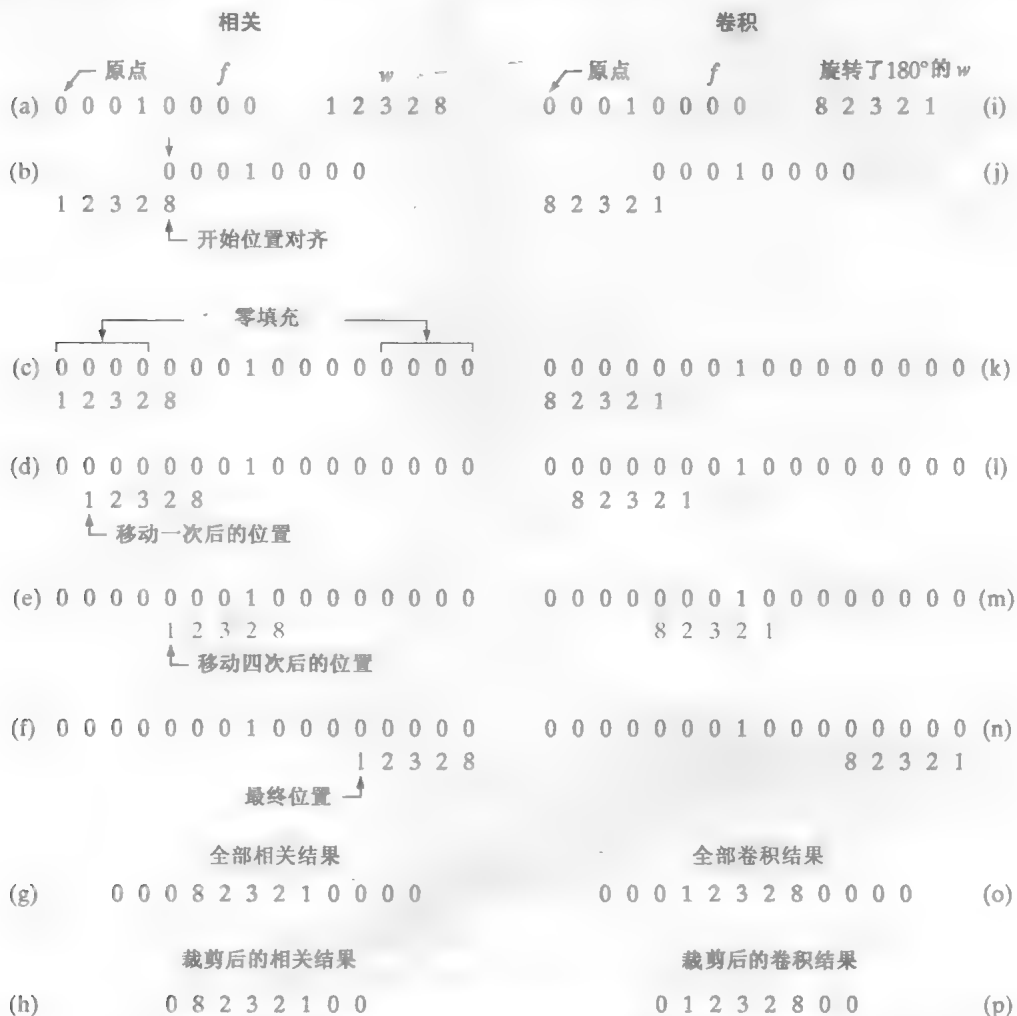 相关 卷积
原点 f w 原点 f 旋转了180°的 w
(a) 0 0 0 1 0 0 0 0 1 2 3 2 8 0 0 0 1 0 0 0 0 8 2 3 2 1 (i)
(b) 0 0 0 1 0 0 0 0 0 0 0 1 0 0 0 0 (j)
1 2 3 2 8 8 2 3 2 1
开始位置对齐
零填充
(c) 0 0 0 0 0 0 0 1 0 0 0 0 0 0 0 0 0 0 0 0 0 0 0 1 0 0 0 0 0 0 0 0 (k)
1 2 3 2 8 8 2 3 2 1
(d) 0 0 0 0 0 0 0 1 0 0 0 0 0 0 0 0 0 0 0 0 0 0 0 1 0 0 0 0 0 0 0 0 (l)
1 2 3 2 8 8 2 3 2 1
移动一次后的位置
(e) 0 0 0 0 0 0 0 1 0 0 0 0 0 0 0 0 0 0 0 0 0 0 0 1 0 0 0 0 0 0 0 0 (m)
1 2 3 2 8 8 2 3 2 1
移动四次后的位置
(f) 0 0 0 0 0 0 0 1 0 0 0 0 0 0 0 0 0 0 0 0 0 0 0 1 0 0 0 0 0 0 0 0 (n)
1 2 3 2 8 8 2 3 2 1
最终位置
全部相关结果 全部卷积结果
(g) 0 0 0 8 2 3 2 1 0 0 0 0 0 0 0 1 2 3 2 8 0 0 0 0 (o)
裁剪后的相关结果 裁剪后的卷积结果
(h) 0 8 2 3 2 1 0 0 0 1 2 3 2 8 0 0 (p)